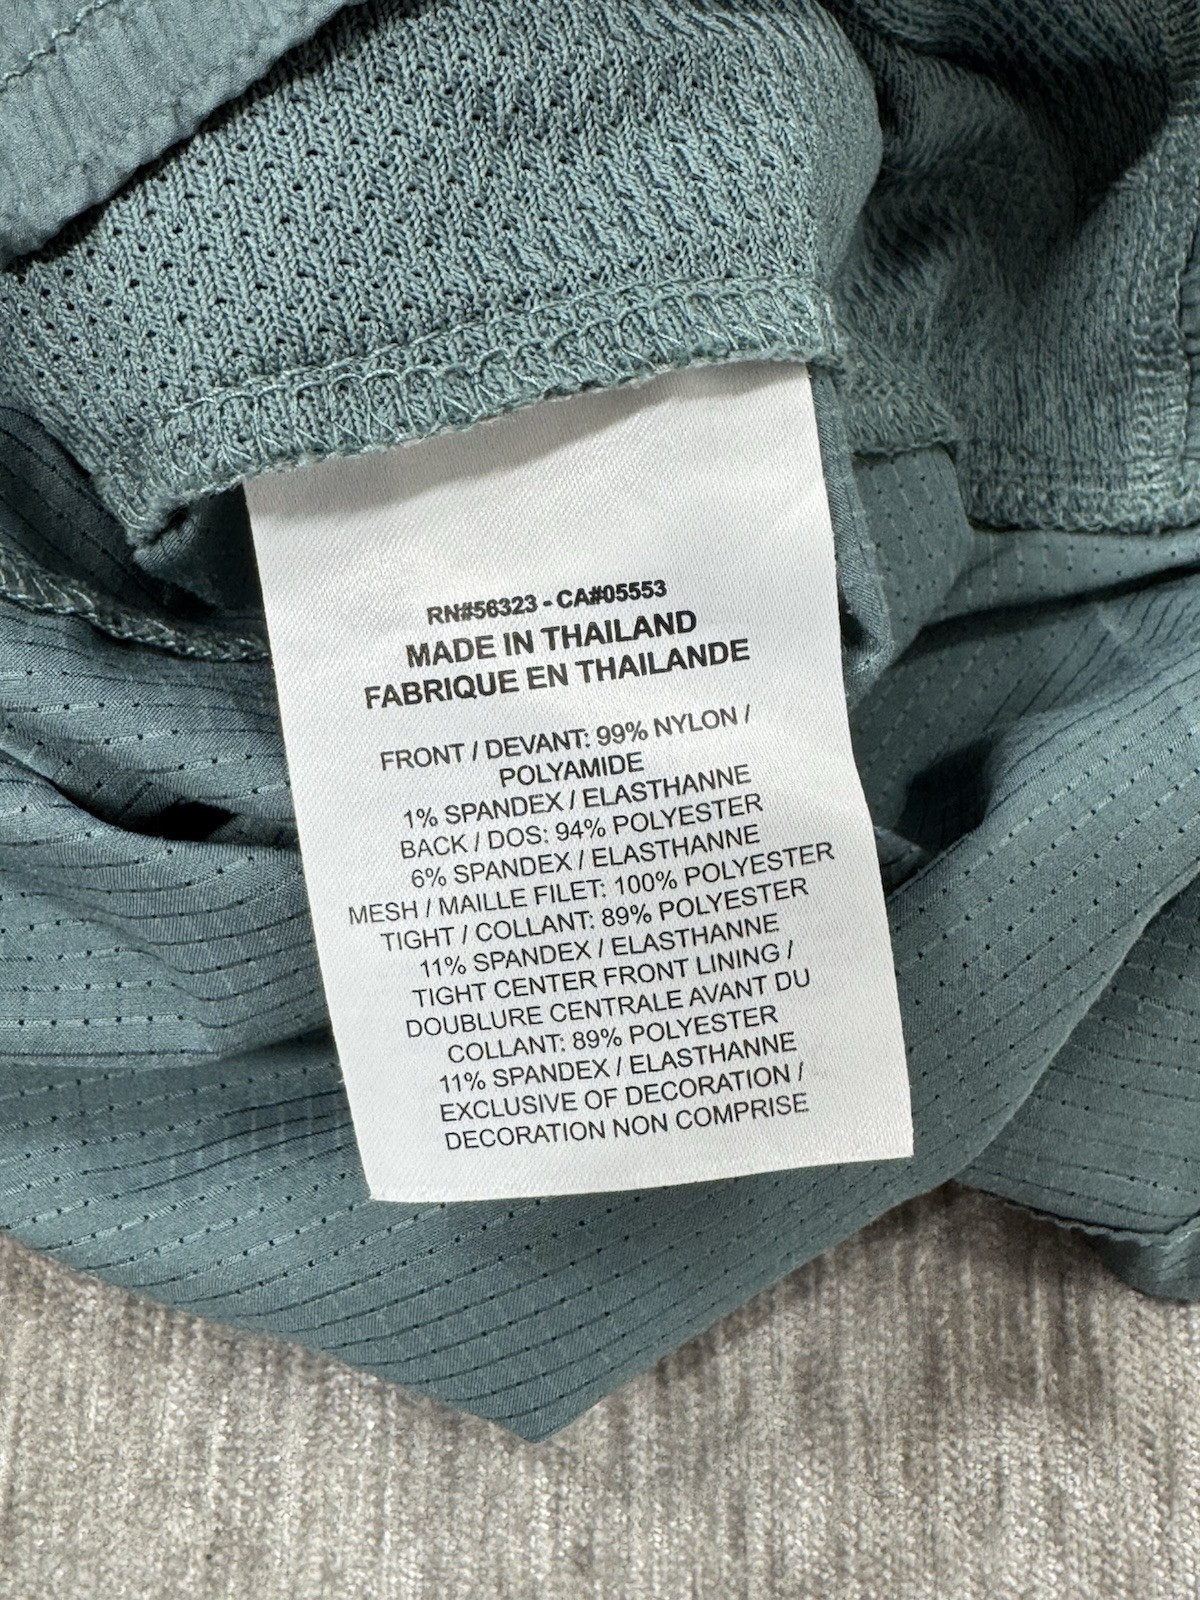 RN#56323 - CA#05553
MADE IN THAILAND
FABRIQUE EN THAILANDE
FRONT / DEVANT: 99% NYLON /
POLYAMIDE
1% SPANDEX / ELASTHANNE
BACK / DOS: 94% POLYESTER
6% SPANDEX / ELASTHANNE
MESH / MAILLE FILET: 100% POLYESTER
TIGHT / COLLANT: 89% POLYESTER
11% SPANDEX / ELASTHANNE
TIGHT CENTER FRONT LINING /
DOUBLURE CENTRALE AVANT DU
COLLANT: 89% POLYESTER
11% SPANDEX / ELASTHANNE
EXCLUSIVE OF DECORATION /
DECORATION NON COMPRISE